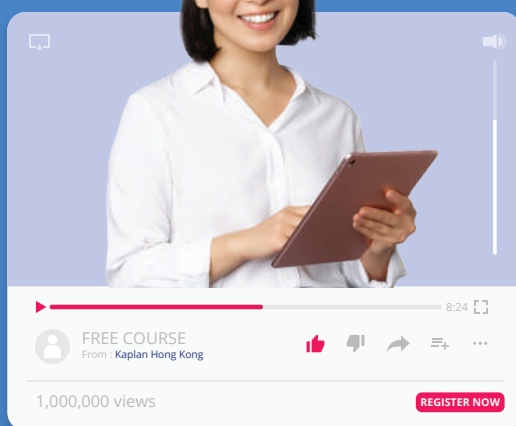 8:24
FREE COURSE
From : Kaplan Hong Kong
1,000,000 views
REGISTER NOW